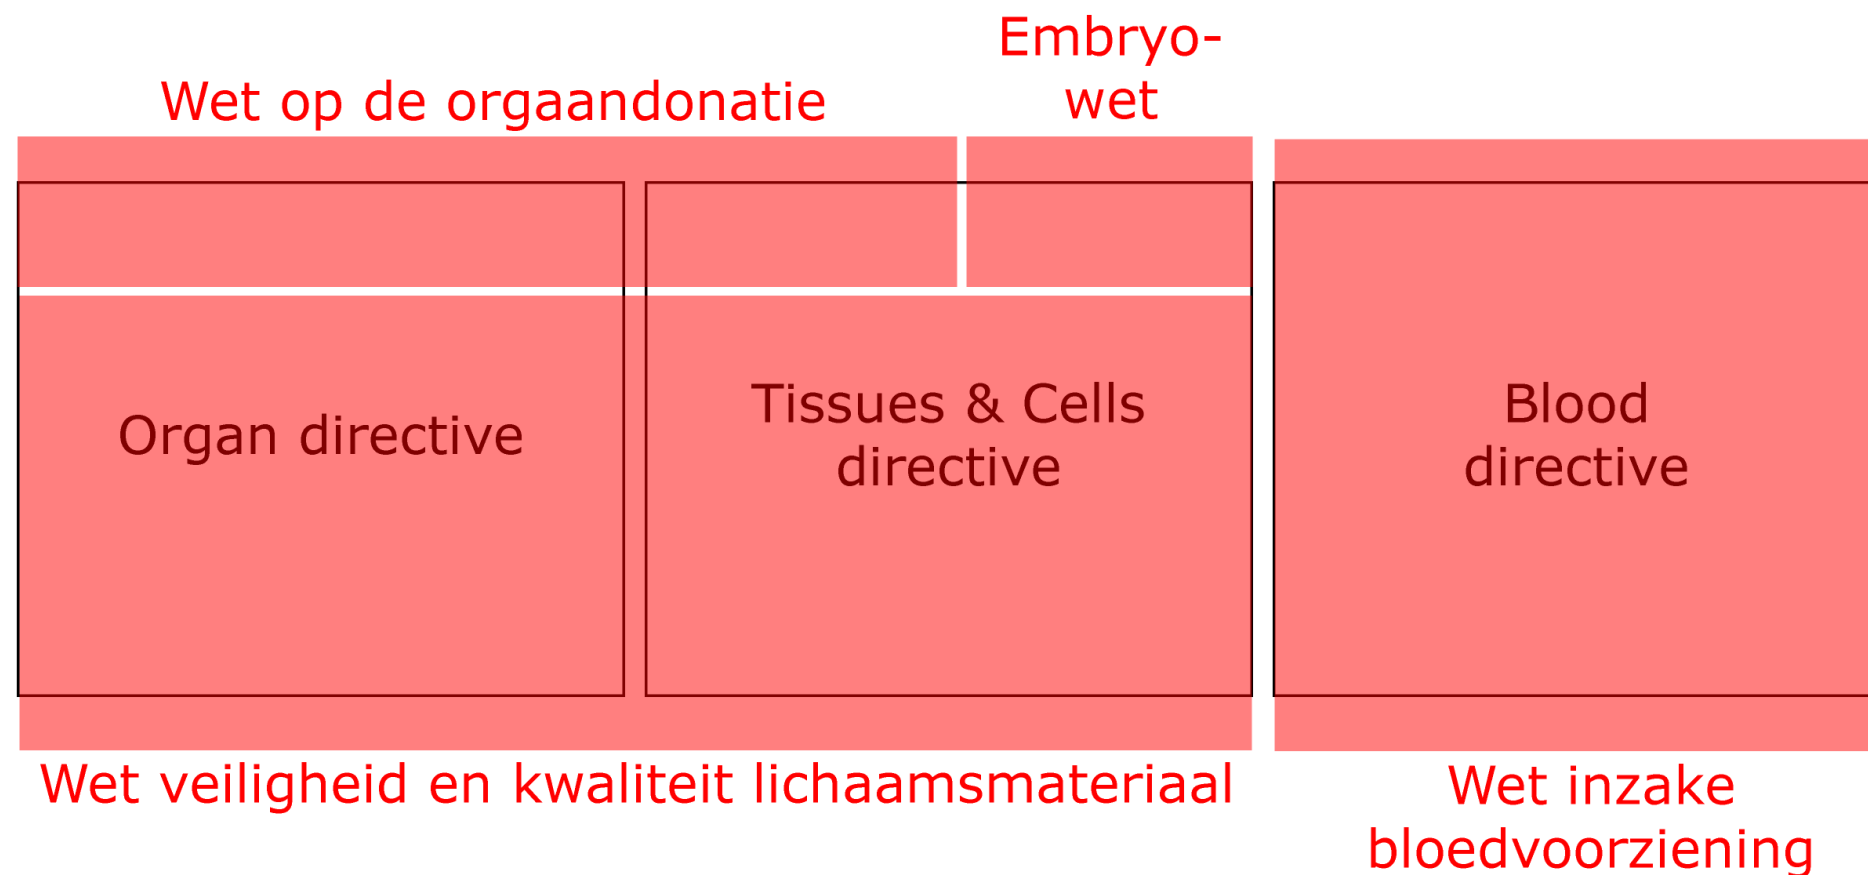 Embryo-
wet
Wet op de orgaandonatie
Organ directive
Tissues & Cells
directive
Blood
directive
Wet veiligheid en kwaliteit lichaamsmateriaal
Wet inzake
bloedvoorziening